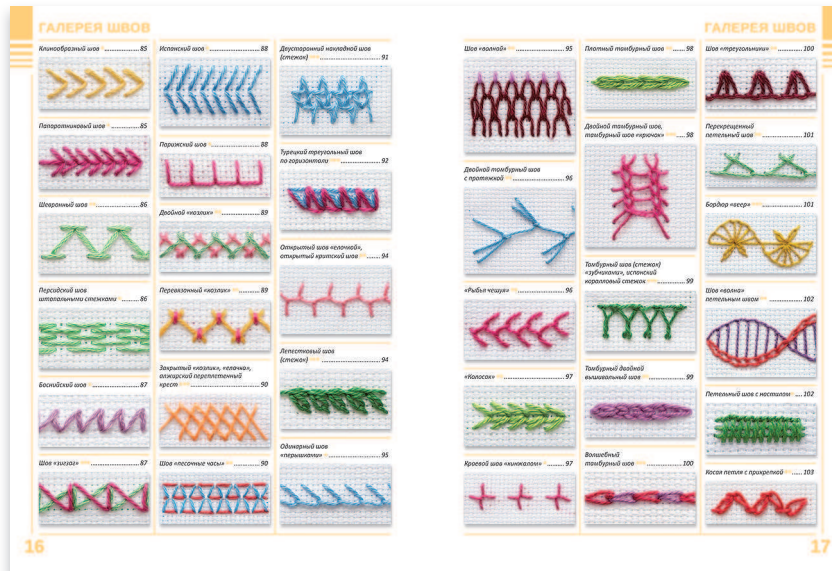 ГАЛЕРЕЯ ШВОВ
Клинообразный шов ..... 85
Папоротниковый шов ..... 85
Шевронный шов ..... 86
Персидский шов
штопальными стежками ..... 86
Боснийский шов ..... 87
Шов «зигзаг» ..... 87
Испанский шов ..... 88
Парижский шов ..... 88
Двойной «козлик» ..... 89
Перевязанный «козлик» ..... 89
Закрытый «козлик», «елочка»,
алжирский переплетенный
крест ..... 90
Шов «песочные часы» ..... 90
Двусторонний накладной шов
(стежок) ..... 91
Турецкий треугольный шов
по горизонтали ..... 92
Открытый шов «елочкой»,
открытый критский шов ..... 94
Лепестковый шов
(стежок) ..... 94
Одинарный шов
«перышками» ..... 95
16
ГАЛЕРЕЯ ШВОВ
Шов «волной» ..... 95
Двойной тамбурный шов
с протяжкой ..... 96
«Рыбья чешуя» ..... 96
«Колосок» ..... 97
Кроевой шов «кинжалом» ..... 97
Плотный тамбурный шов ..... 98
Двойной тамбурный шов,
тамбурный шов «крючок» ..... 98
Тамбурный шов (стежок)
«зубчиками», испанский
коралловый стежок ..... 99
Тамбурный двойной
вышивальный шов ..... 99
Волшебный
тамбурный шов ..... 100
Шов «треугольники» ..... 100
Перекрещенный
петельный шов ..... 101
Бордюр «веер» ..... 101
Шов «волна»
петельным швом ..... 102
Петельный шов с настилом ..... 102
Косая петля с прикрепкой ..... 103
17